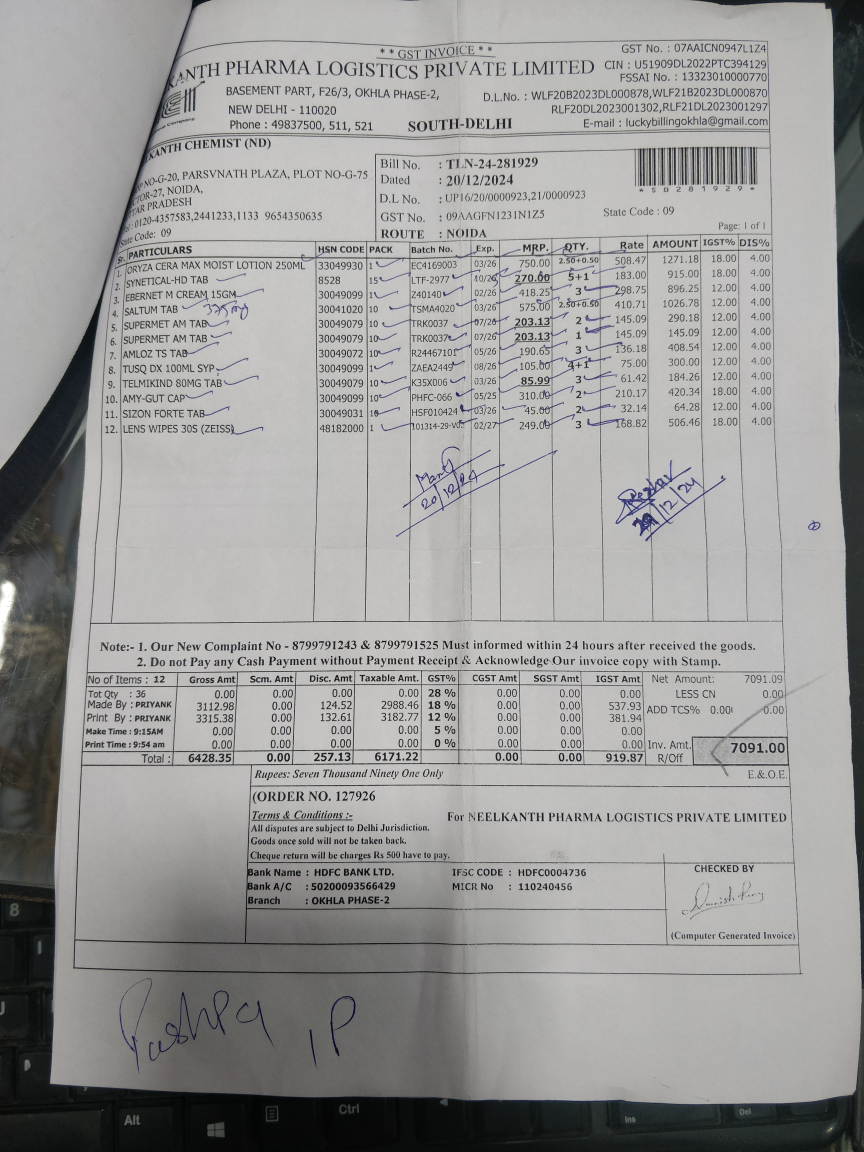 ** GST INVOICE **
GST No. : 07AAICN0947L1Z4
KANTH PHARMA LOGISTICS PRIVATE LIMITED
CIN : U51909DL2022PTC394129
FSSAI No. : 13323010000770
BASEMENT PART, F26/3, OKHLA PHASE-2,
D.L.No. : WLF20B2023DL000878,WLF21B2023DL000870
NEW DELHI - 110020
RLF20DL2023001302,RLF21DL2023001297
Phone : 49837500, 511, 521
SOUTH-DELHI
E-mail : luckybillingokhla@gmail.com
KANTH CHEMIST (ND)
NO-G-20, PARSVNATH PLAZA, PLOT NO-G-75
TOR-27, NOIDA,
TAR PRADESH
: 0120-4357583,2441233,1133 9654350635
State Code: 09
Bill No. : TLN-24-281929
Dated : 20/12/2024
*S0281929*
D.L No. : UP16/20/0000923,21/0000923
GST No. : 09AAGFN1231N1Z5 State Code : 09
ROUTE : NOIDA
Page: 1 of 1
Sr. PARTICULARS HSN CODE PACK Batch No. Exp. MRP. QTY. Rate AMOUNT IGST% DIS%
1. ORYZA CERA MAX MOIST LOTION 250ML 33049930 1 EC4169003 03/26 750.00 2.50+0.50 508.47 1271.18 18.00 4.00
2. SYNETICAL-HD TAB 8528 15 LTF-2977 10/26 270.00 5+1 183.00 915.00 18.00 4.00
3. EBERNET M CREAM 15GM 33049099 1 Z40140 02/26 418.25 3 298.75 896.25 12.00 4.00
4. SALTUM TAB 33041020 10 TSMA4020 03/26 575.00 2.50+0.50 410.71 1026.78 12.00 4.00
5. SUPERMET AM TAB 33049079 10 TRK0037 07/26 203.13 2 145.09 290.18 12.00 4.00
6. SUPERMET AM TAB 33049079 10 TRK0037 07/26 203.13 1 145.09 145.09 12.00 4.00
7. AMLOZ TS TAB 33049072 10 R24467101 05/26 190.65 3 136.18 408.54 12.00 4.00
8. TUSQ DX 100ML SYP. 33049099 1 ZAEA2449 08/26 105.00 4+1 75.00 300.00 12.00 4.00
9. TELMIKIND 80MG TAB 33049079 10 K35X006 03/26 85.99 3 61.42 184.26 12.00 4.00
10. AMY-GUT CAP 33049099 10 PHFC-066 05/25 310.00 2 210.17 420.34 18.00 4.00
11. SIZON FORTE TAB 33049031 10 HSF010424 03/26 45.00 2 32.14 64.28 12.00 4.00
12. LENS WIPES 30S (ZEISS) 48182000 1 101314-29-V0 02/27 249.00 3 168.82 506.46 18.00 4.00
20/12/24
12/24
Note:- 1. Our New Complaint No - 8799791243 & 8799791525 Must informed within 24 hours after received the goods.
2. Do not Pay any Cash Payment without Payment Receipt & Acknowledge Our invoice copy with Stamp.
No of Items : 12 Gross Amt Scm. Amt Disc. Amt Taxable Amt. GST% CGST Amt SGST Amt IGST Amt Net Amount: 7091.09
Tot Qty : 36 0.00 0.00 0.00 0.00 28 % 0.00 0.00 0.00 LESS CN 0.00
Made By : PRIYANK 3112.98 0.00 124.52 2988.46 18 % 0.00 0.00 537.93 ADD TCS% 0.00 0.00
Print By : PRIYANK 3315.38 0.00 132.61 3182.77 12 % 0.00 0.00 381.94
Make Time : 9:15AM 0.00 0.00 0.00 0.00 5 % 0.00 0.00 0.00
Print Time : 9:54 am 0.00 0.00 0.00 0.00 0 % 0.00 0.00 0.00 Inv. Amt. 7091.00
Total : 6428.35 0.00 257.13 6171.22 0.00 0.00 919.87 R/Off
Rupees: Seven Thousand Ninety One Only
E.&O.E.
(ORDER NO. 127926
Terms & Conditions :-
For NEELKANTH PHARMA LOGISTICS PRIVATE LIMITED
All disputes are subject to Delhi Jurisdiction.
Goods once sold will not be taken back.
Cheque return will be charges Rs 500 have to pay.
Bank Name : HDFC BANK LTD. IFSC CODE : HDFC0004736
CHECKED BY
Bank A/C : 50200093566429 MICR No : 110240456
Branch : OKHLA PHASE-2
(Computer Generated Invoice)
Pushpa IP
8
Alt
Ctrl
Ins
Del